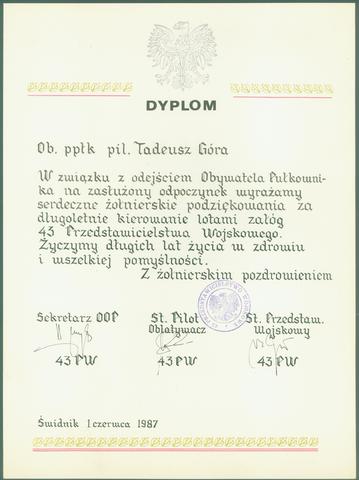 DYPLOM
Ob. ppłk pil. Tadeusz Góra
W związku z odejściem Obywatela Pułkowni-
ka na zasłużony odpoczynek wyrażamy
serdeczne żołnierskie podziękowania za
długoletnie kierowanie lotami załóg
43 Przedstawicielstwa Wojskowego.
Życzymy długich lat życia w zdrowiu
i wszelkiej pomyślności.
Z żołnierskim pozdrowieniem
Sekretarz OOP St. Pilot St. Przedstaw.
Oblatywacz Wojskowy
43 PW 43 PW 43 PW
Świdnik 1 czerwca 1987